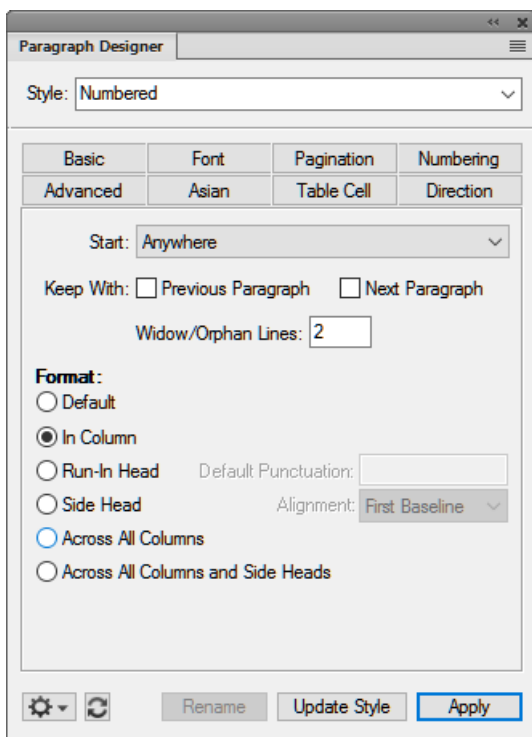 Paragraph Designer
Style: Numbered
Basic Font Pagination Numbering
Advanced Asian Table Cell Direction
Start: Anywhere
Keep With: Previous Paragraph Next Paragraph
Widow/Orphan Lines: 2
Format:
Default
In Column
Run-In Head Default Punctuation:
Side Head Alignment: First Baseline
Across All Columns
Across All Columns and Side Heads
Rename Update Style Apply